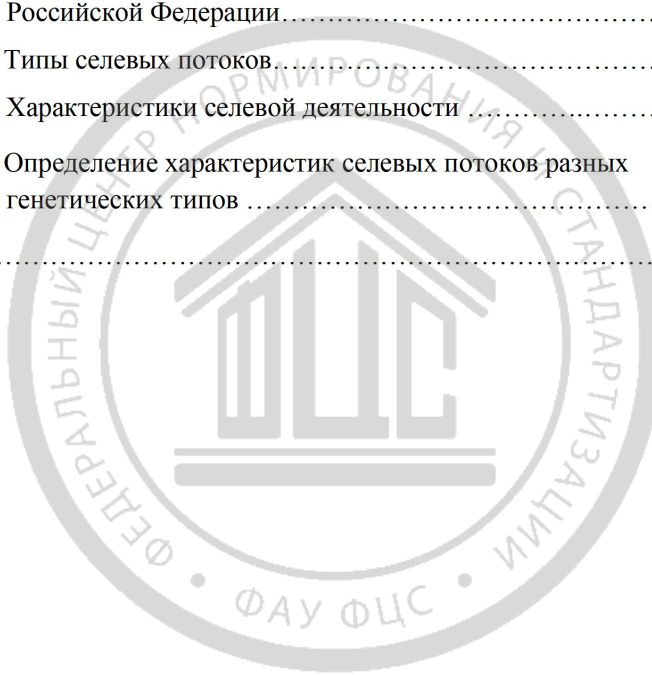 Российской Федерации……………………………………
Типы селевых потоков……………………………………
Характеристики селевой деятельности ……………………
Определение характеристик селевых потоков разных
генетических типов ………………………………………
…………………………………………………………………
ФЕДЕРАЛЬНЫЙ ЦЕНТР НОРМИРОВАНИЯ И СТАНДАРТИЗАЦИИ
ФЦС
• ФАУ ФЦС •